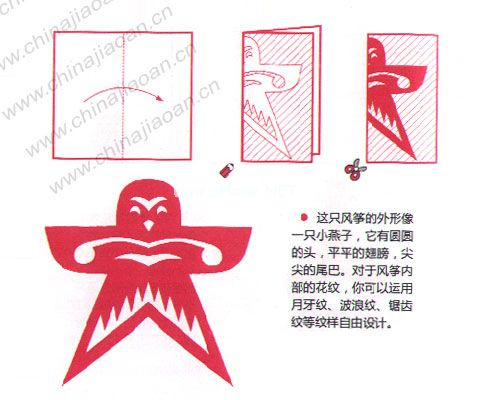 www.chinajiaoan.cn
www.chinajiaoan.cn
www.chinajiaoan.cn
这只风筝的外形像
一只小燕子，它有圆圆
的头，平平的翅膀，尖
尖的尾巴。对于风筝内
部的花纹，你可以运用
月牙纹、波浪纹、锯齿
纹等纹样自由设计。